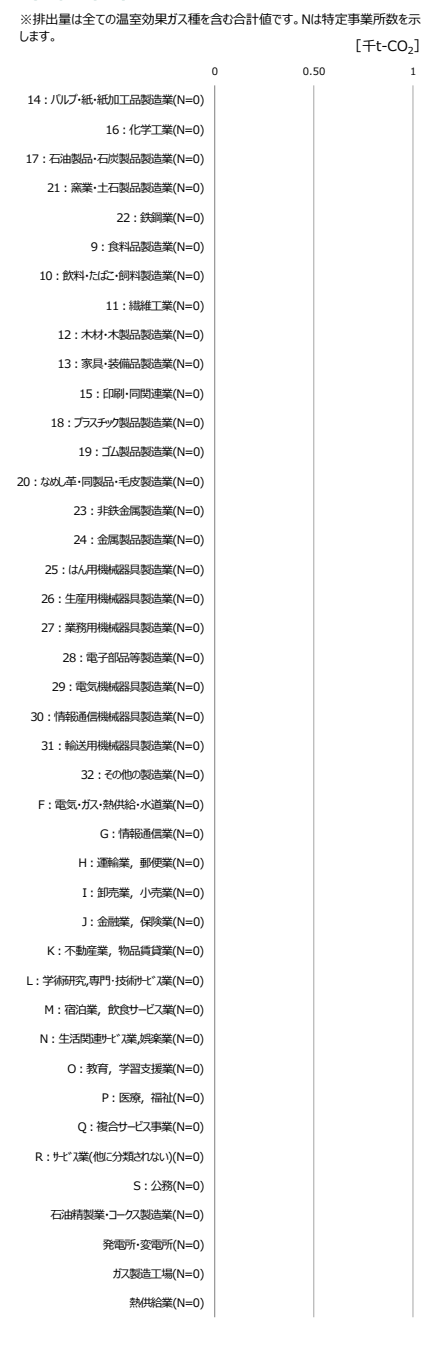 ※排出量は全ての温室効果ガス種を含む合計値です。Nは特定事業所数を示
します。
[千t-CO₂]
0 0.50 1
14：パルプ・紙・紙加工品製造業(N=0)
16：化学工業(N=0)
17：石油製品・石炭製品製造業(N=0)
21：窯業・土石製品製造業(N=0)
22：鉄鋼業(N=0)
9：食料品製造業(N=0)
10：飲料・たばこ・飼料製造業(N=0)
11：繊維工業(N=0)
12：木材・木製品製造業(N=0)
13：家具・装備品製造業(N=0)
15：印刷・同関連業(N=0)
18：プラスチック製品製造業(N=0)
19：ゴム製品製造業(N=0)
20：なめし革・同製品・毛皮製造業(N=0)
23：非鉄金属製造業(N=0)
24：金属製品製造業(N=0)
25：はん用機械器具製造業(N=0)
26：生産用機械器具製造業(N=0)
27：業務用機械器具製造業(N=0)
28：電子部品等製造業(N=0)
29：電気機械器具製造業(N=0)
30：情報通信機械器具製造業(N=0)
31：輸送用機械器具製造業(N=0)
32：その他の製造業(N=0)
F：電気・ガス・熱供給・水道業(N=0)
G：情報通信業(N=0)
H：運輸業，郵便業(N=0)
I：卸売業，小売業(N=0)
J：金融業，保険業(N=0)
K：不動産業，物品賃貸業(N=0)
L：学術研究,専門・技術ｻｰﾋﾞｽ業(N=0)
M：宿泊業，飲食サービス業(N=0)
N：生活関連ｻｰﾋﾞｽ業,娯楽業(N=0)
O：教育，学習支援業(N=0)
P：医療，福祉(N=0)
Q：複合サービス事業(N=0)
R：ｻｰﾋﾞｽ業(他に分類されない)(N=0)
S：公務(N=0)
石油精製業・コークス製造業(N=0)
発電所・変電所(N=0)
ガス製造工場(N=0)
熱供給業(N=0)